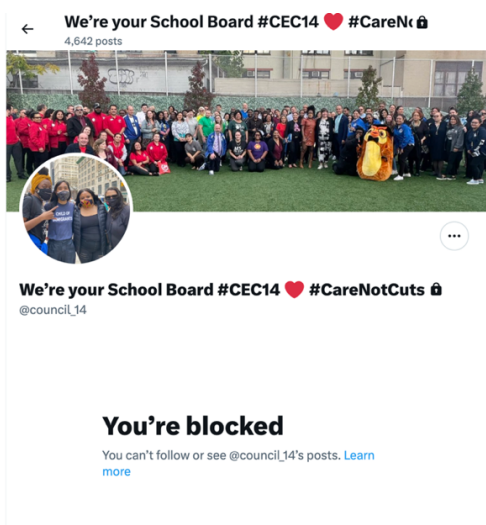 We're your School Board #CEC14 ❤️ #CareNo
4,642 posts
We're your School Board #CEC14 ❤️ #CareNotCuts
@council_14
You're blocked
You can't follow or see @council_14's posts. Learn
more